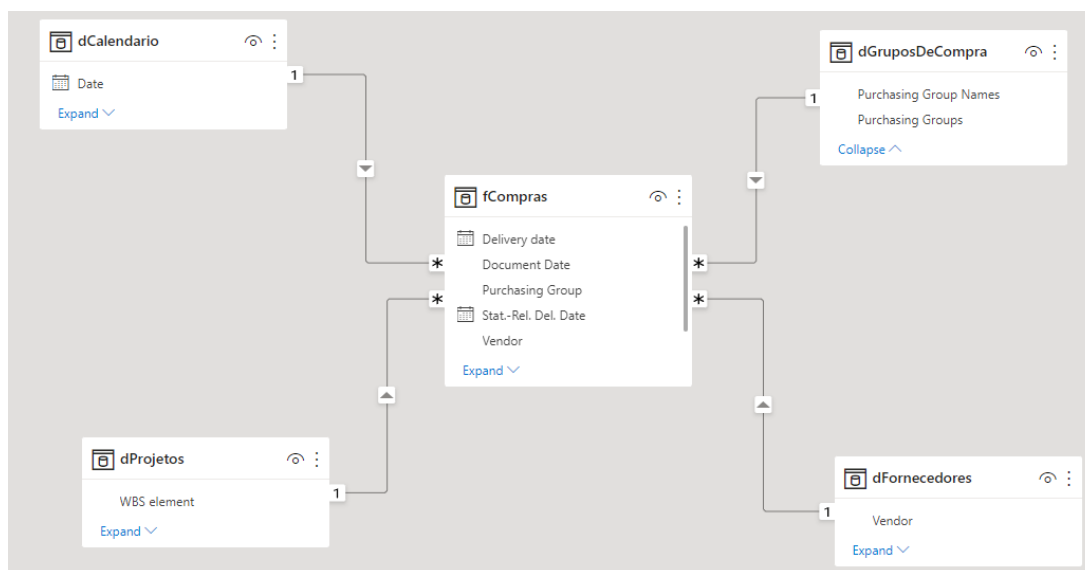 dCalendario
Date
Expand
1
dGruposDeCompra
Purchasing Group Names
Purchasing Groups
Collapse
1
fCompras
Delivery date
Document Date
Purchasing Group
Stat.-Rel. Del. Date
Vendor
Expand
*
*
*
*
dProjetos
WBS element
Expand
1
dFornecedores
Vendor
Expand
1